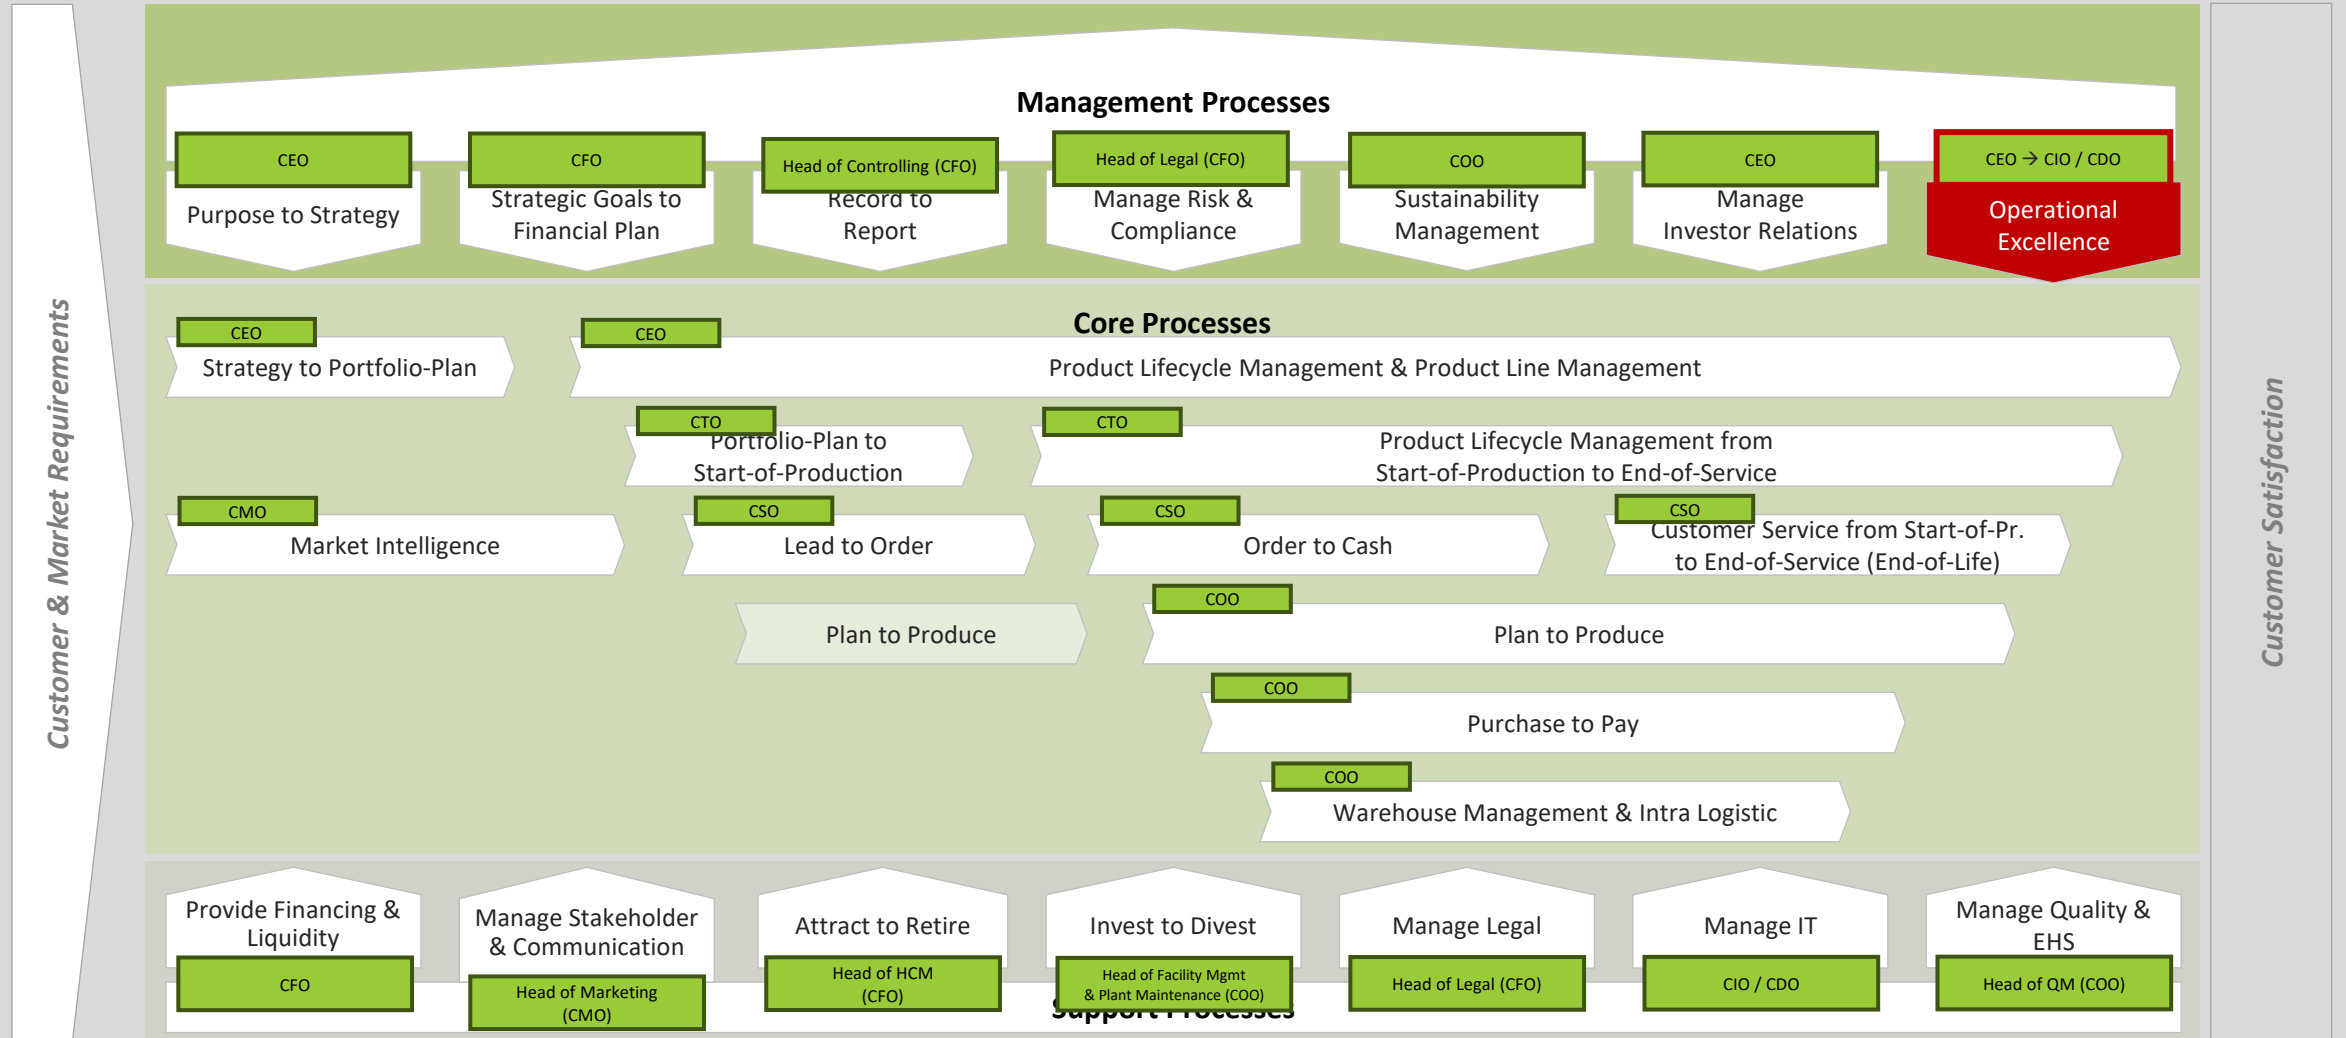 Customer & Market Requirements
Management Processes
CEO
Purpose to Strategy
CFO
Strategic Goals to
Financial Plan
Head of Controlling (CFO)
Record to
Report
Head of Legal (CFO)
Manage Risk &
Compliance
COO
Sustainability
Management
CEO
Manage
Investor Relations
CEO → CIO / CDO
Operational
Excellence
Core Processes
CEO
Strategy to Portfolio-Plan
CEO
Product Lifecycle Management & Product Line Management
CTO
Portfolio-Plan to
Start-of-Production
CTO
Product Lifecycle Management from
Start-of-Production to End-of-Service
CMO
Market Intelligence
CSO
Lead to Order
CSO
Order to Cash
CSO
Customer Service from Start-of-Pr.
to End-of-Service (End-of-Life)
Plan to Produce
COO
Plan to Produce
COO
Purchase to Pay
COO
Warehouse Management & Intra Logistic
Provide Financing &
Liquidity
CFO
Manage Stakeholder
& Communication
Head of Marketing
(CMO)
Attract to Retire
Head of HCM
(CFO)
Invest to Divest
Head of Facility Mgmt
& Plant Maintenance (COO)
Manage Legal
Head of Legal (CFO)
Manage IT
CIO / CDO
Manage Quality &
EHS
Head of QM (COO)
Support Processes
Customer Satisfaction